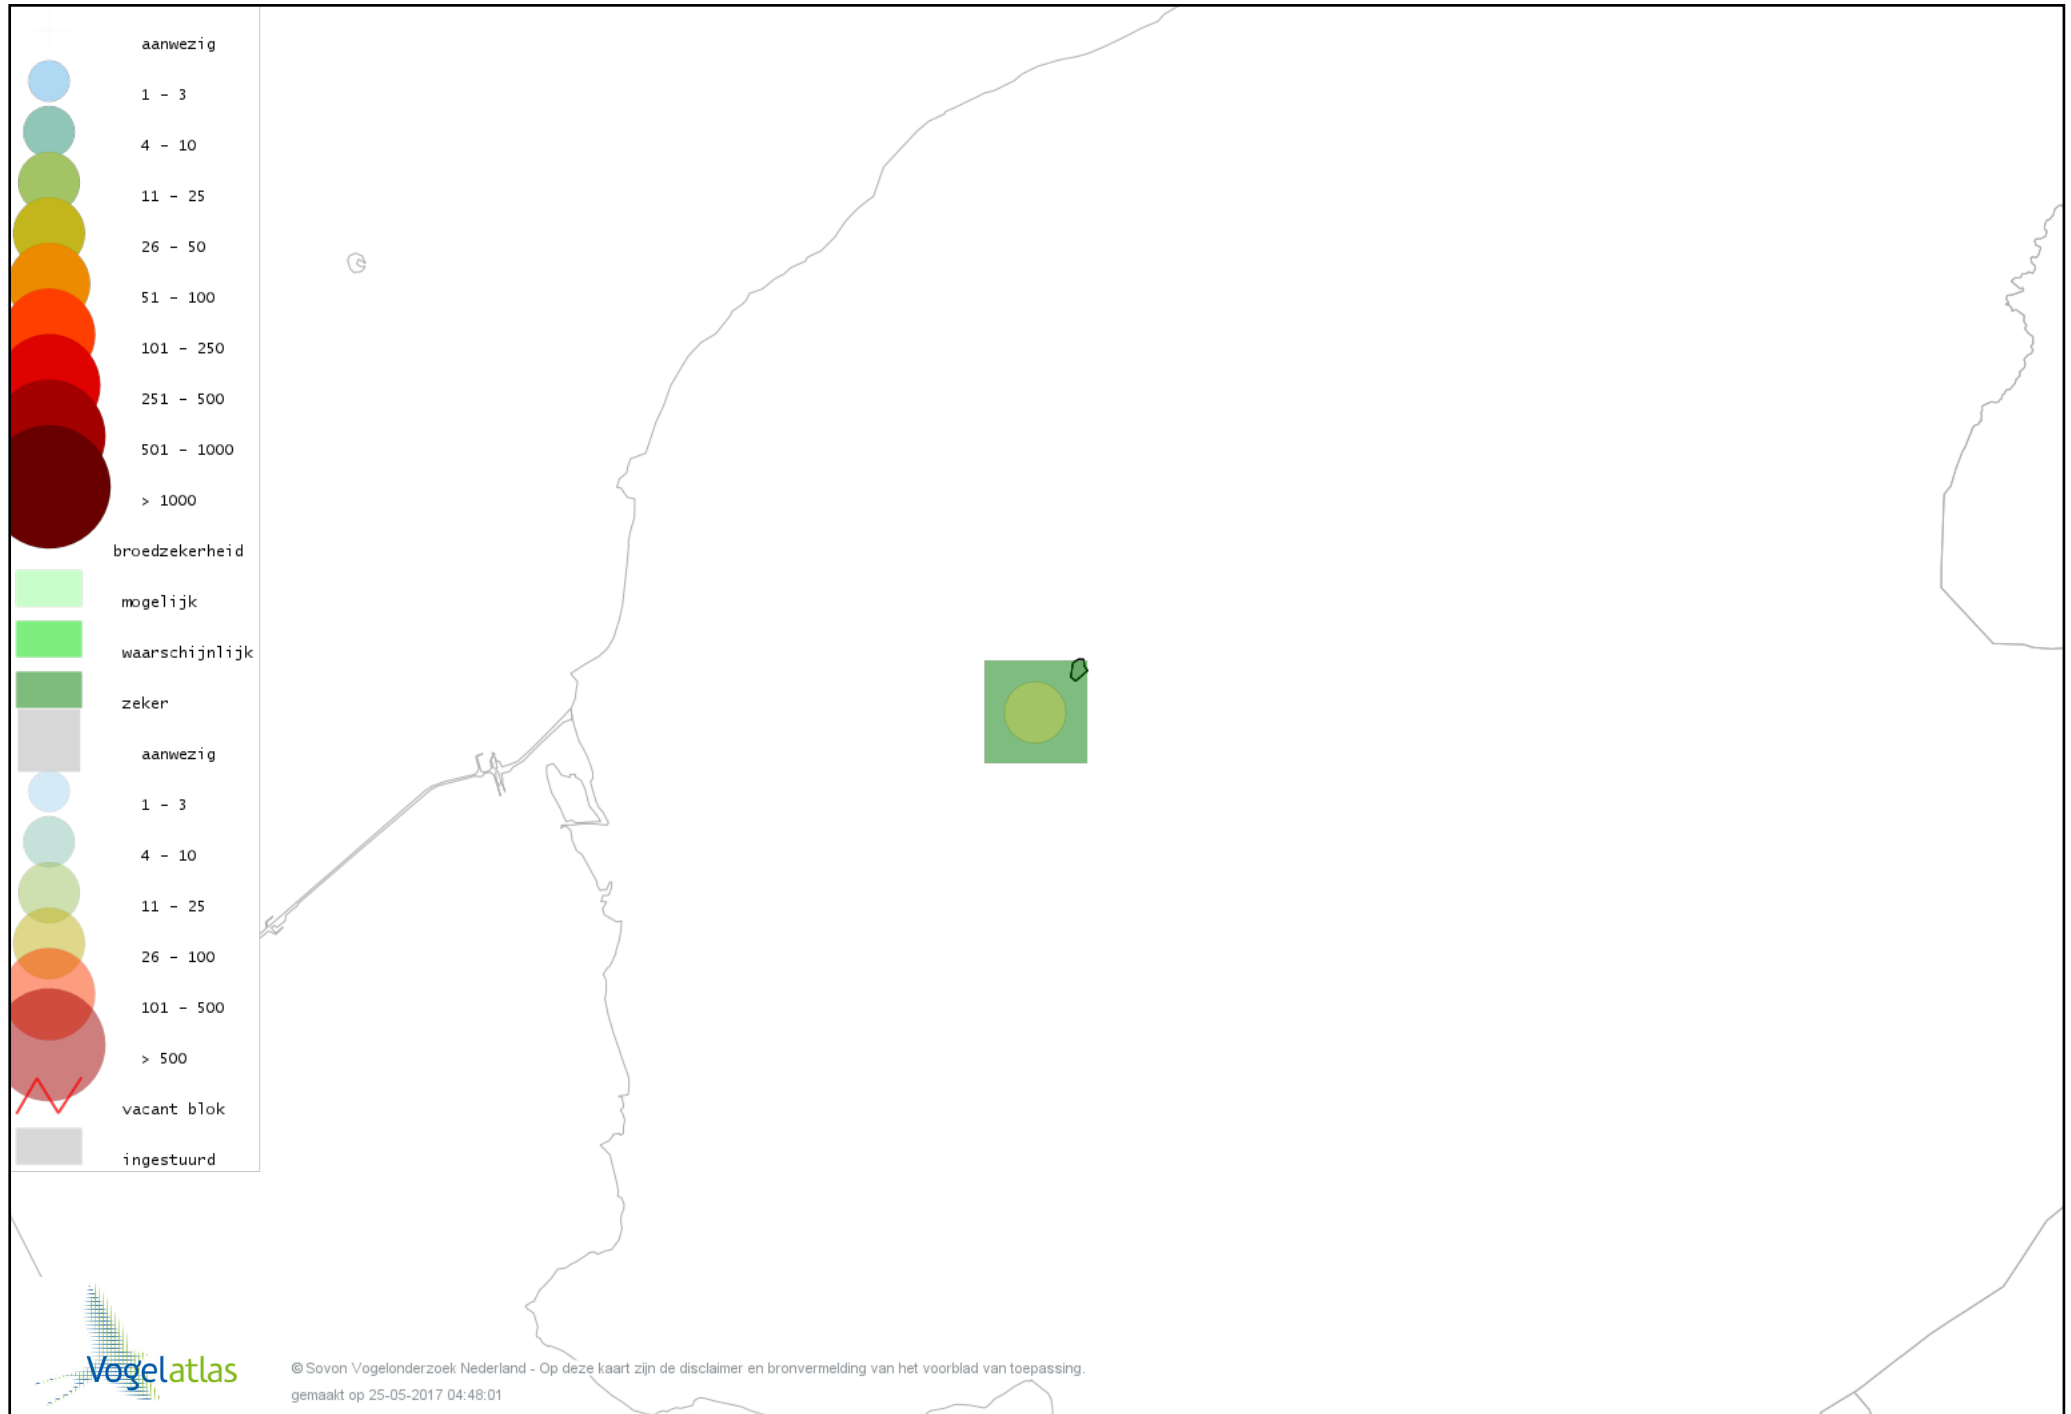 aanwezig
1 - 3
4 - 10
11 - 25
26 - 50
51 - 100
101 - 250
251 - 500
501 - 1000
> 1000
broedzekerheid
mogelijk
waarschijnlijk
zeker
aanwezig
1 - 3
4 - 10
11 - 25
26 - 100
101 - 500
> 500
vacant blok
ingestuurd
Vogelatlas
© Sovon Vogelonderzoek Nederland - Op deze kaart zijn de disclaimer en bronvermelding van het voorblad van toepassing.
gemaakt op 25-05-2017 04:48:01